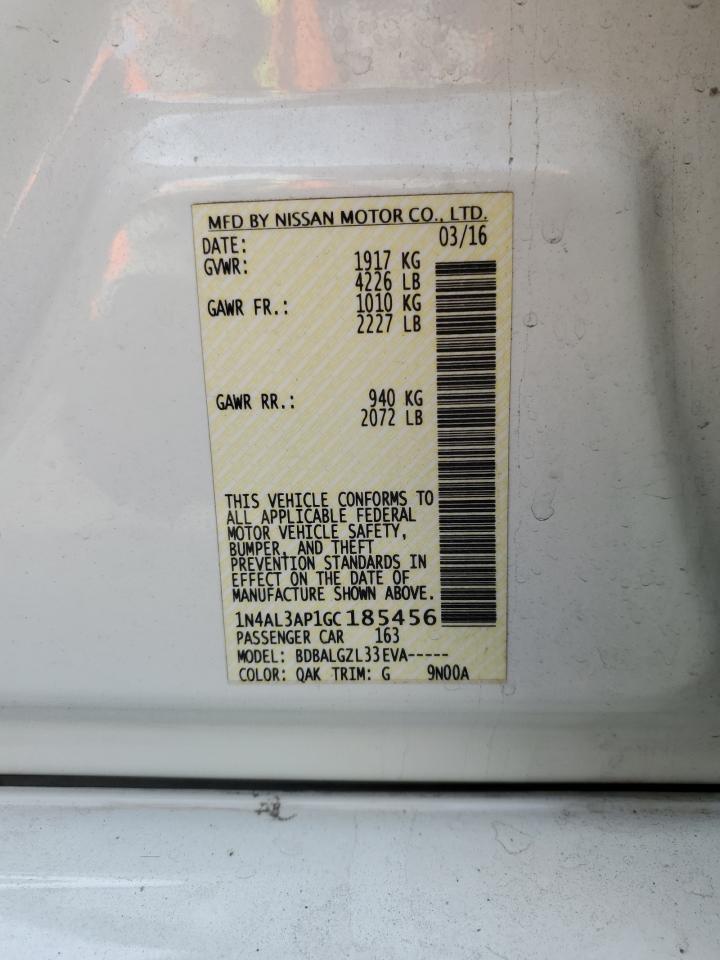 MFD BY NISSAN MOTOR CO., LTD.
DATE: 03/16
GVWR: 1917 KG
4226 LB
GAWR FR.: 1010 KG
2227 LB
GAWR RR.: 940 KG
2072 LB
THIS VEHICLE CONFORMS TO
ALL APPLICABLE FEDERAL
MOTOR VEHICLE SAFETY,
BUMPER, AND THEFT
PREVENTION STANDARDS IN
EFFECT ON THE DATE OF
MANUFACTURE SHOWN ABOVE.
1N4AL3AP1GC185456
PASSENGER CAR 163
MODEL: BDBALGZL33EVA-----
COLOR: QAK TRIM: G 9N00A